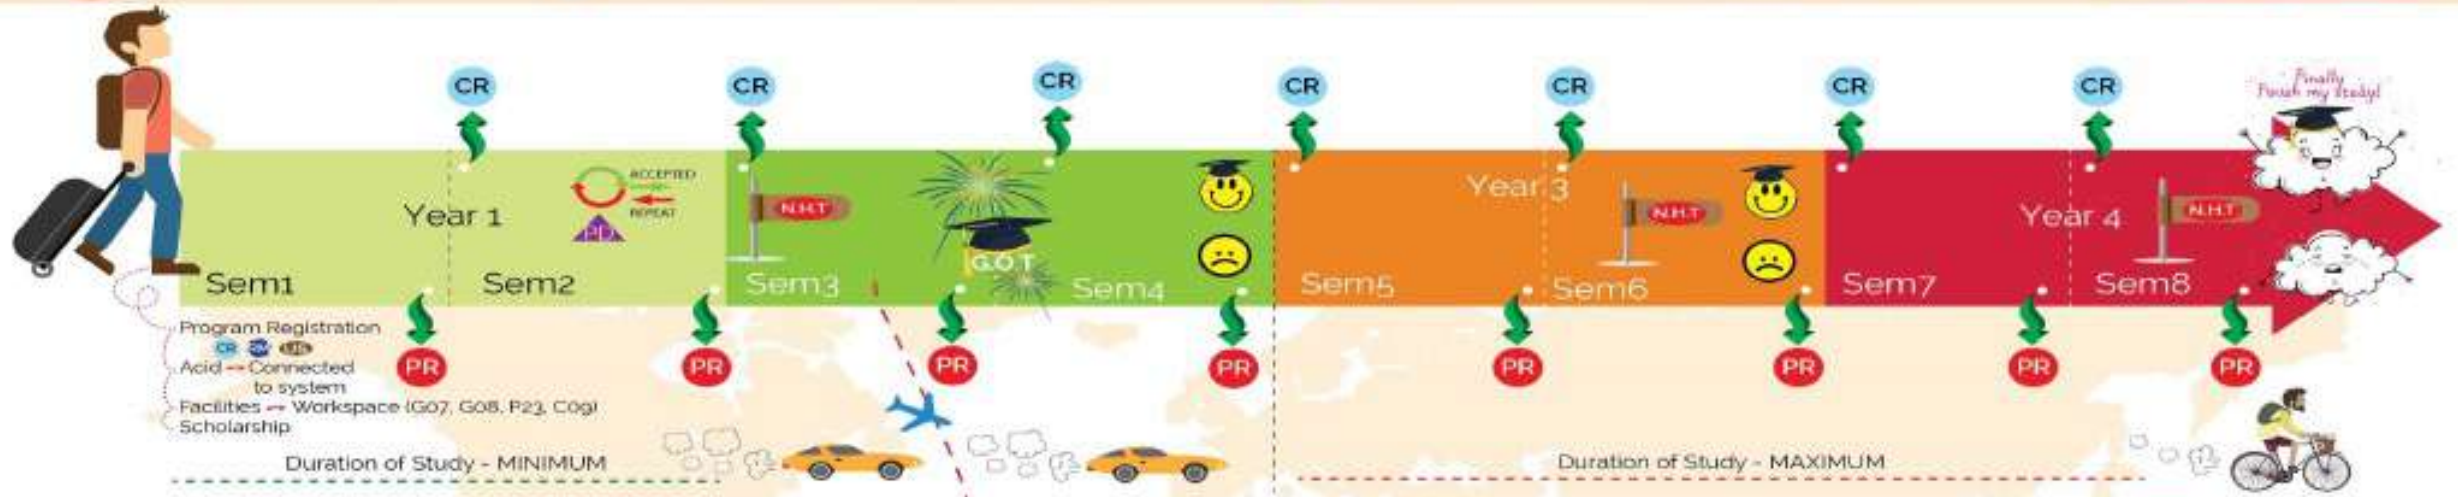 CR
CR
CR
CR
CR
CR
CR
Finally
Finish my study!
Year 1
ACCEPTED
REPEAT
PD
N.H.T
G.O.T
Year 3
N.H.T
Year 4
N.H.T
Sem1
Sem2
Sem3
Sem4
Sem5
Sem6
Sem7
Sem8
Program Registration
CR
Acid
Connected
to system
Facilities
Workspace (G07, G08, P23, C09)
Scholarship
PR
PR
PR
PR
PR
PR
PR
PR
Duration of Study - MINIMUM
Duration of Study - MAXIMUM